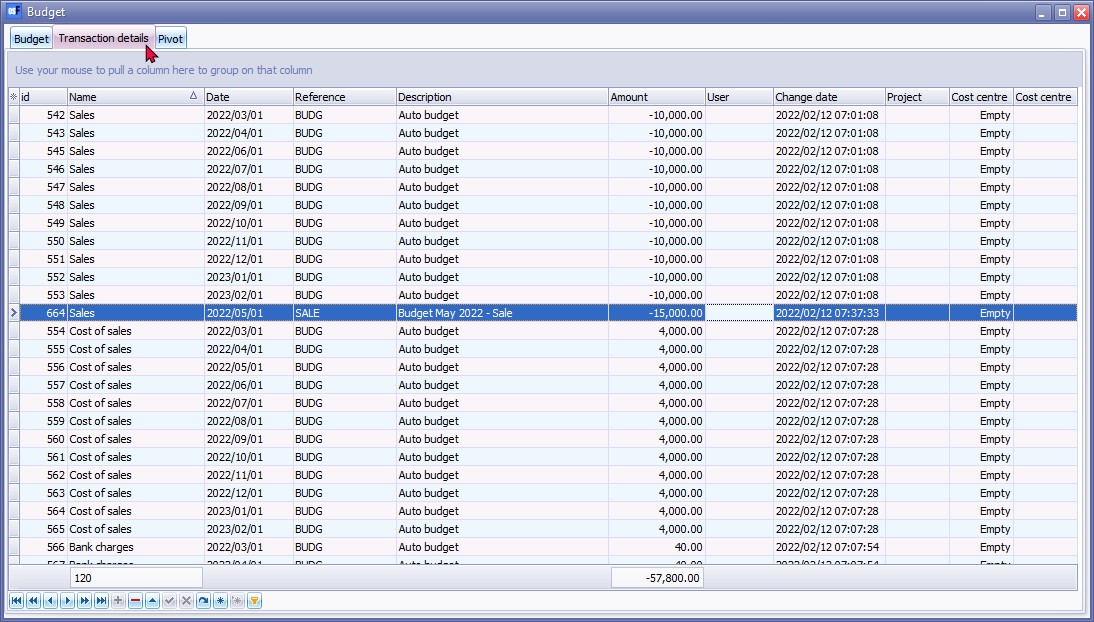 Budget
Budget Transaction details Pivot
Use your mouse to pull a column here to group on that column
id Name Date Reference Description Amount User Change date Project Cost centre Cost centre
542 Sales 2022/03/01 BUDG Auto budget -10,000.00 2022/02/12 07:01:08 Empty
543 Sales 2022/04/01 BUDG Auto budget -10,000.00 2022/02/12 07:01:08 Empty
545 Sales 2022/06/01 BUDG Auto budget -10,000.00 2022/02/12 07:01:08 Empty
546 Sales 2022/07/01 BUDG Auto budget -10,000.00 2022/02/12 07:01:08 Empty
547 Sales 2022/08/01 BUDG Auto budget -10,000.00 2022/02/12 07:01:08 Empty
548 Sales 2022/09/01 BUDG Auto budget -10,000.00 2022/02/12 07:01:08 Empty
549 Sales 2022/10/01 BUDG Auto budget -10,000.00 2022/02/12 07:01:08 Empty
550 Sales 2022/11/01 BUDG Auto budget -10,000.00 2022/02/12 07:01:08 Empty
551 Sales 2022/12/01 BUDG Auto budget -10,000.00 2022/02/12 07:01:08 Empty
552 Sales 2023/01/01 BUDG Auto budget -10,000.00 2022/02/12 07:01:08 Empty
553 Sales 2023/02/01 BUDG Auto budget -10,000.00 2022/02/12 07:01:08 Empty
664 Sales 2022/05/01 SALE Budget May 2022 - Sale -15,000.00 2022/02/12 07:37:33 Empty
554 Cost of sales 2022/03/01 BUDG Auto budget 4,000.00 2022/02/12 07:07:28 Empty
555 Cost of sales 2022/04/01 BUDG Auto budget 4,000.00 2022/02/12 07:07:28 Empty
556 Cost of sales 2022/05/01 BUDG Auto budget 4,000.00 2022/02/12 07:07:28 Empty
557 Cost of sales 2022/06/01 BUDG Auto budget 4,000.00 2022/02/12 07:07:28 Empty
558 Cost of sales 2022/07/01 BUDG Auto budget 4,000.00 2022/02/12 07:07:28 Empty
559 Cost of sales 2022/08/01 BUDG Auto budget 4,000.00 2022/02/12 07:07:28 Empty
560 Cost of sales 2022/09/01 BUDG Auto budget 4,000.00 2022/02/12 07:07:28 Empty
561 Cost of sales 2022/10/01 BUDG Auto budget 4,000.00 2022/02/12 07:07:28 Empty
562 Cost of sales 2022/11/01 BUDG Auto budget 4,000.00 2022/02/12 07:07:28 Empty
563 Cost of sales 2022/12/01 BUDG Auto budget 4,000.00 2022/02/12 07:07:28 Empty
564 Cost of sales 2023/01/01 BUDG Auto budget 4,000.00 2022/02/12 07:07:28 Empty
565 Cost of sales 2023/02/01 BUDG Auto budget 4,000.00 2022/02/12 07:07:28 Empty
566 Bank charges 2022/03/01 BUDG Auto budget 40.00 2022/02/12 07:07:54 Empty
120 -57,800.00